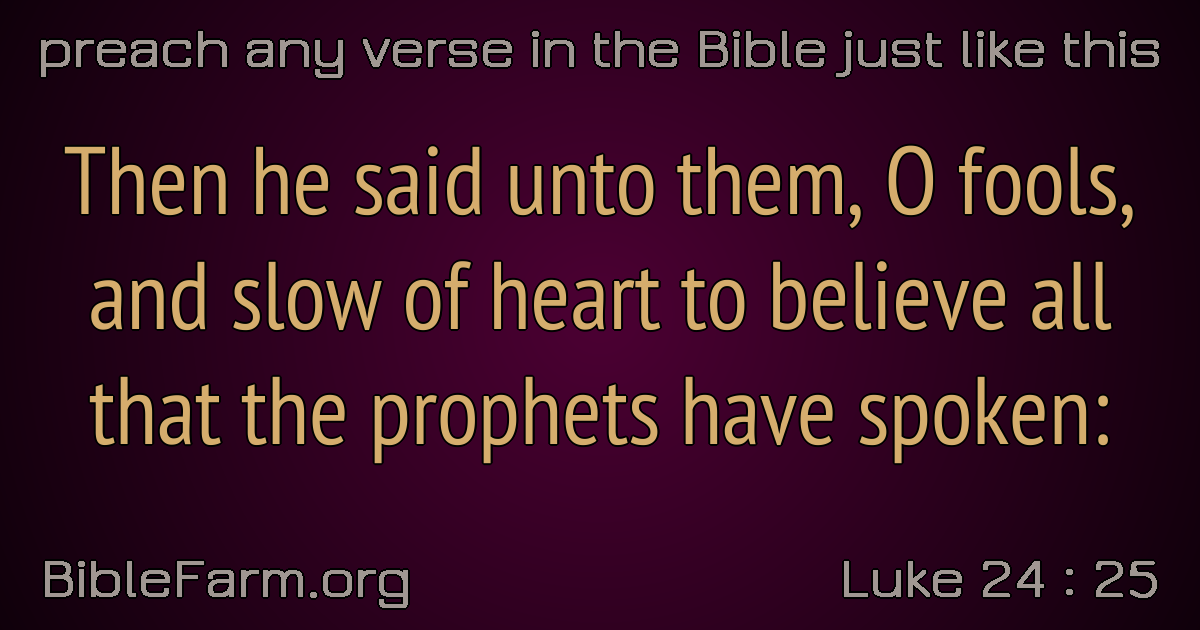 preach any verse in the Bible just like this
Then he said unto them, O fools,
and slow of heart to believe all
that the prophets have spoken:
BibleFarm.org
Luke 24 : 25